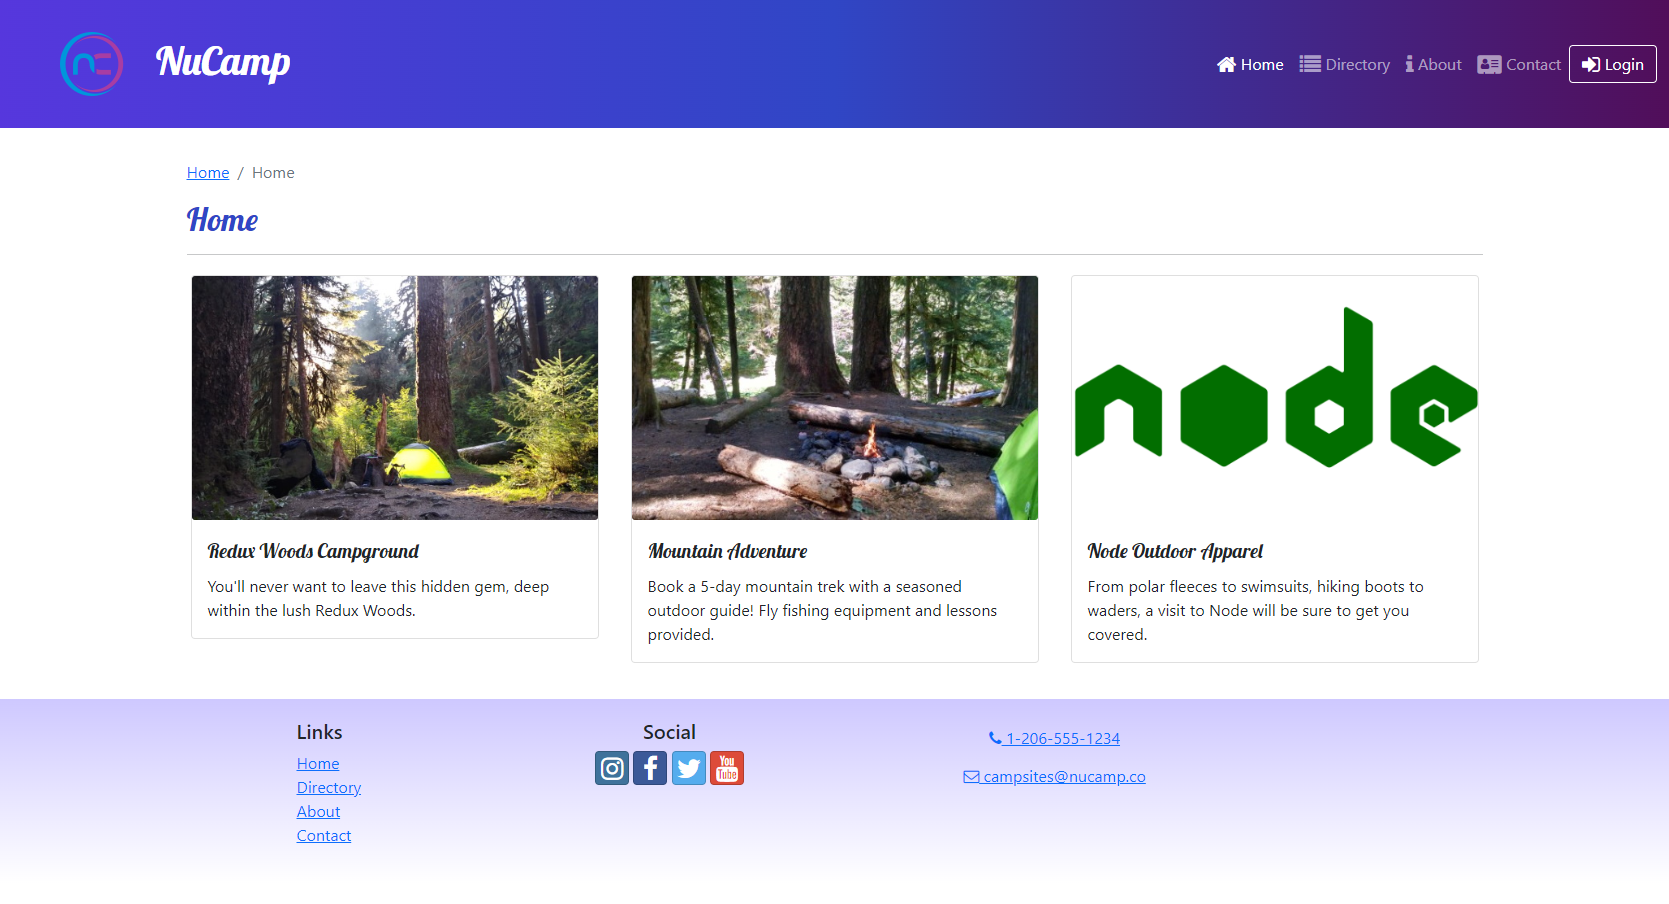 NuCamp
Home Directory About Contact Login
Home / Home
Home
node
Redux Woods Campground
You'll never want to leave this hidden gem, deep
within the lush Redux Woods.
Mountain Adventure
Book a 5-day mountain trek with a seasoned
outdoor guide! Fly fishing equipment and lessons
provided.
Node Outdoor Apparel
From polar fleeces to swimsuits, hiking boots to
waders, a visit to Node will be sure to get you
covered.
Links
Home
Directory
About
Contact
Social
You
Tube
1-206-555-1234
campsites@nucamp.co